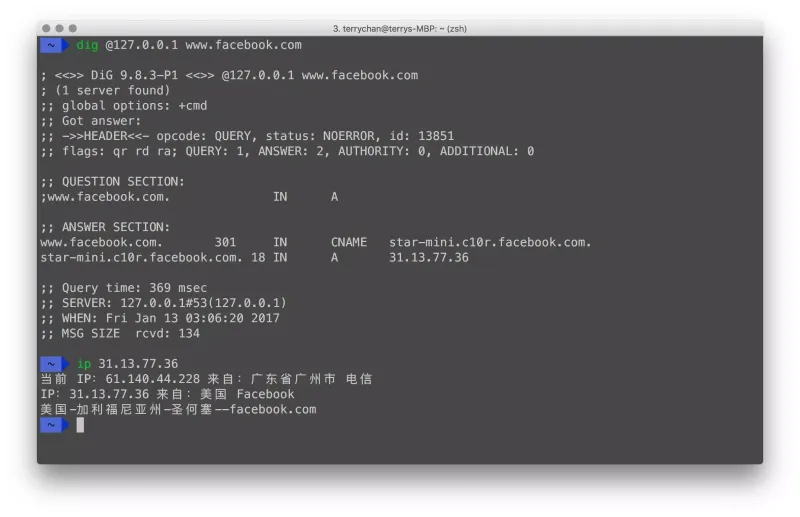 3. terrychan@terrys-MBP: ~ (zsh)
~ dig @127.0.0.1 www.facebook.com
; <<>> DiG 9.8.3-P1 <<>> @127.0.0.1 www.facebook.com
; (1 server found)
;; global options: +cmd
;; Got answer:
;; ->>HEADER<<- opcode: QUERY, status: NOERROR, id: 13851
;; flags: qr rd ra; QUERY: 1, ANSWER: 2, AUTHORITY: 0, ADDITIONAL: 0
;; QUESTION SECTION:
;www.facebook.com. IN A
;; ANSWER SECTION:
www.facebook.com. 301 IN CNAME star-mini.c10r.facebook.com.
star-mini.c10r.facebook.com. 18 IN A 31.13.77.36
;; Query time: 369 msec
;; SERVER: 127.0.0.1#53(127.0.0.1)
;; WHEN: Fri Jan 13 03:06:20 2017
;; MSG SIZE rcvd: 134
~ ip 31.13.77.36
当前 IP: 61.140.44.228 来自: 广东省广州市 电信
IP: 31.13.77.36 来自: 美国 Facebook
美国-加利福尼亚州-圣何塞--facebook.com
~